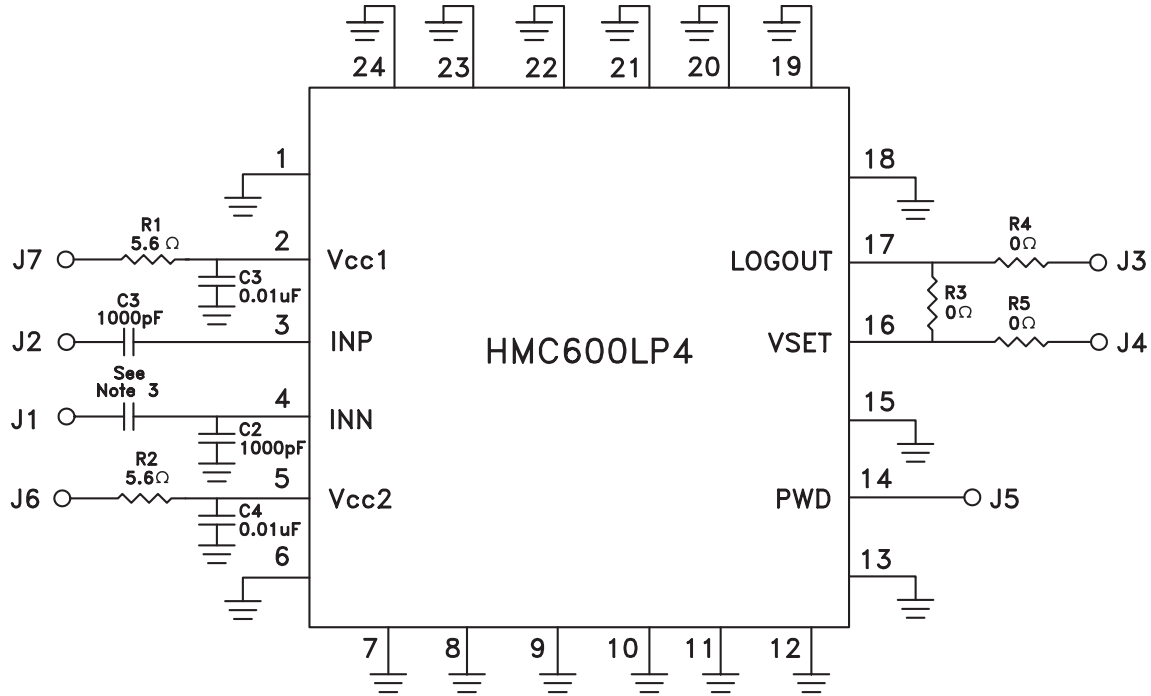 24 23 22 21 20 19
1
18
R1
5.6 Ω
J7
2
Vcc1
C3
0.01uF
LOGOUT
17
R4
0Ω
J3
C3
1000pF
J2
3
INP
HMC600LP4
VSET
16
R3
0Ω
R5
0Ω
J4
See
Note 3
J1
4
INN
C2
1000pF
15
R2
5.6Ω
J6
5
Vcc2
C4
0.01uF
PWD
14
J5
6
13
7 8 9 10 11 12